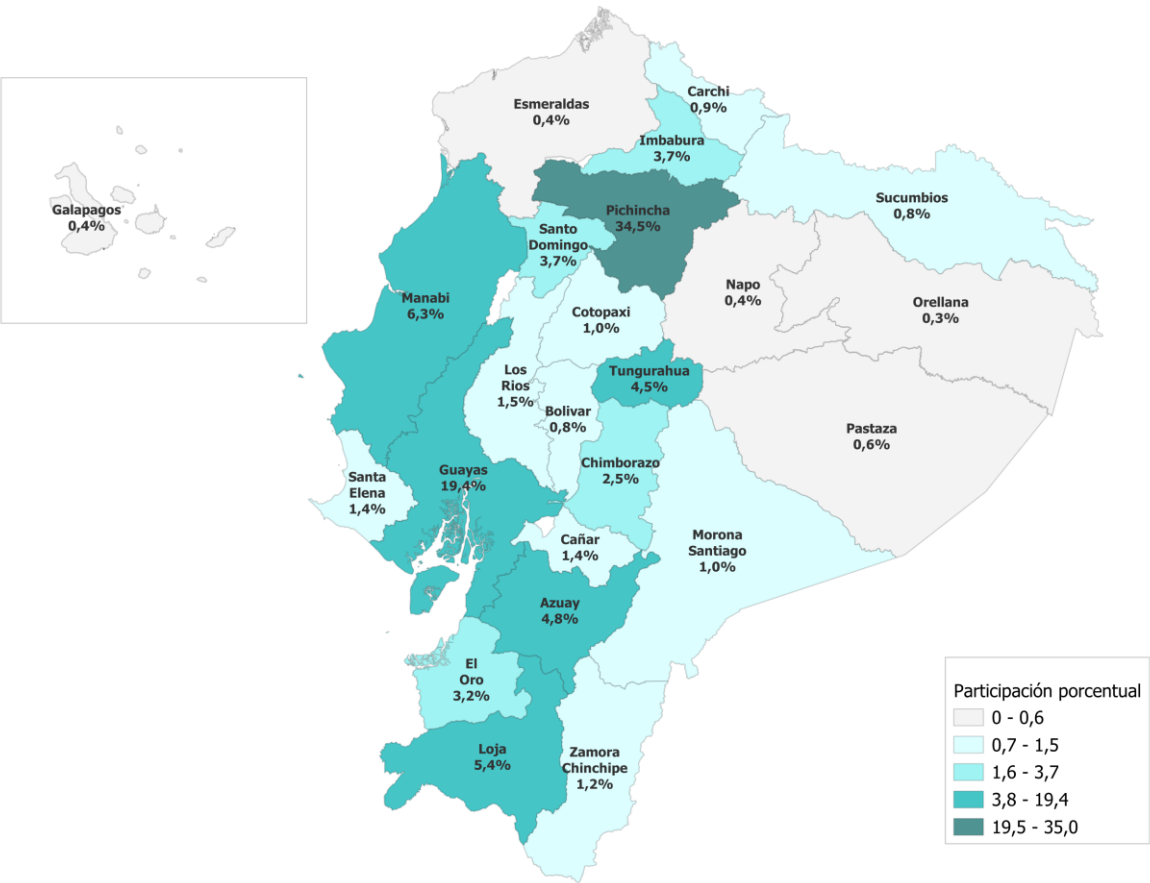 Carchi
0,9%
Esmeraldas
0,4%
Imbabura
3,7%
Sucumbios
0,8%
Galapagos
0,4%
Pichincha
34,5%
Santo
Domingo
3,7%
Napo
0,4%
Manabi
6,3%
Orellana
0,3%
Cotopaxi
1,0%
Los
Rios
1,5%
Tungurahua
4,5%
Bolivar
0,8%
Pastaza
0,6%
Chimborazo
2,5%
Guayas
19,4%
Santa
Elena
1,4%
Cañar
1,4%
Morona
Santiago
1,0%
Azuay
4,8%
El
Oro
3,2%
Loja
5,4%
Zamora
Chinchipe
1,2%
Participación porcentual
0 - 0,6
0,7 - 1,5
1,6 - 3,7
3,8 - 19,4
19,5 - 35,0